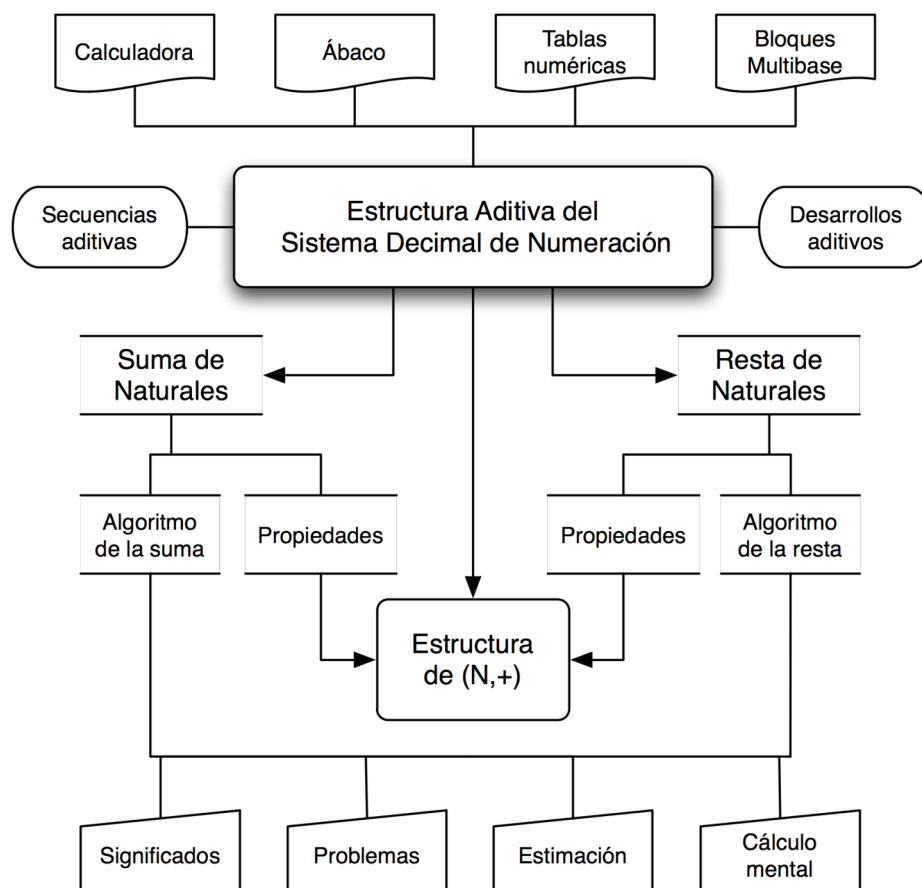 Calculadora
Ábaco
Tablas
numéricas
Bloques
Multibase
Secuencias
aditivas
Estructura Aditiva del
Sistema Decimal de Numeración
Desarrollos
aditivos
Suma de
Naturales
Resta de
Naturales
Algoritmo
de la suma
Propiedades
Propiedades
Algoritmo
de la resta
Estructura
de (N,+)
Significados
Problemas
Estimación
Cálculo
mental